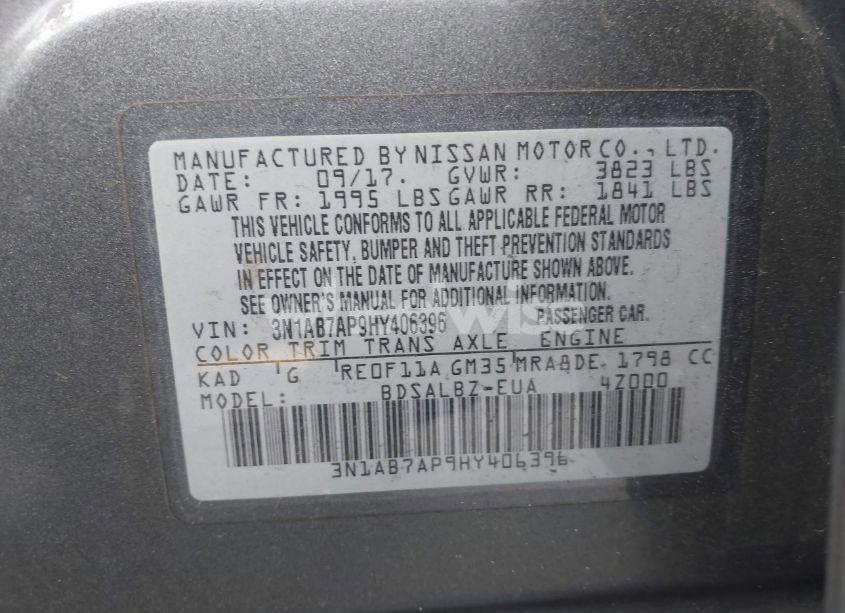 MANUFACTURED BY NISSAN MOTOR CO., LTD.
DATE: 09/17. GVWR: 3823 LBS
GAWR FR: 1995 LBS GAWR RR: 1841 LBS
THIS VEHICLE CONFORMS TO ALL APPLICABLE FEDERAL MOTOR
VEHICLE SAFETY, BUMPER AND THEFT PREVENTION STANDARDS
IN EFFECT ON THE DATE OF MANUFACTURE SHOWN ABOVE.
SEE OWNER'S MANUAL FOR ADDITIONAL INFORMATION.
VIN: 3N1AB7AP9HY406396 PASSENGER CAR.
COLOR TRIM TRANS AXLE ENGINE
KAD G RE0F11A GM35 MRA8DE 1798 CC
MODEL: BDSALBZ-EUA 4Z000
3N1AB7AP9HY406396